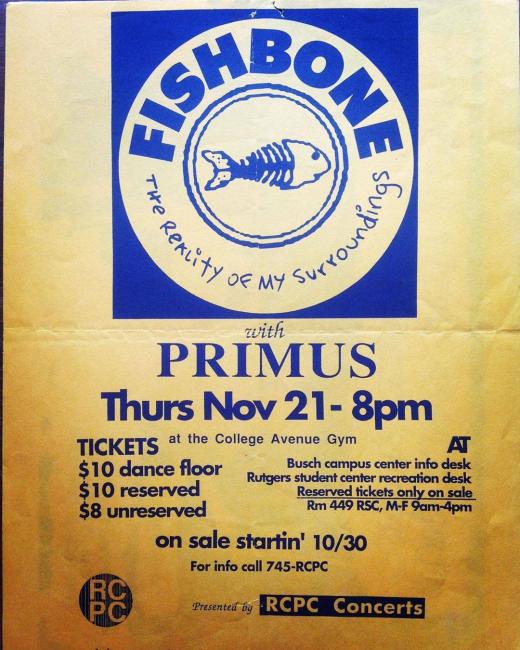 FISHBONE
THE REALITY OF MY SURROUNDINGS
with
PRIMUS
Thurs Nov 21- 8pm
at the College Avenue Gym
TICKETS
$10 dance floor
$10 reserved
$8 unreserved
AT
Busch campus center info desk
Rutgers student center recreation desk
Reserved tickets only on sale
Rm 449 RSC, M-F 9am-4pm
on sale startin' 10/30
For info call 745-RCPC
RC
PC
Presented by RCPC Concerts